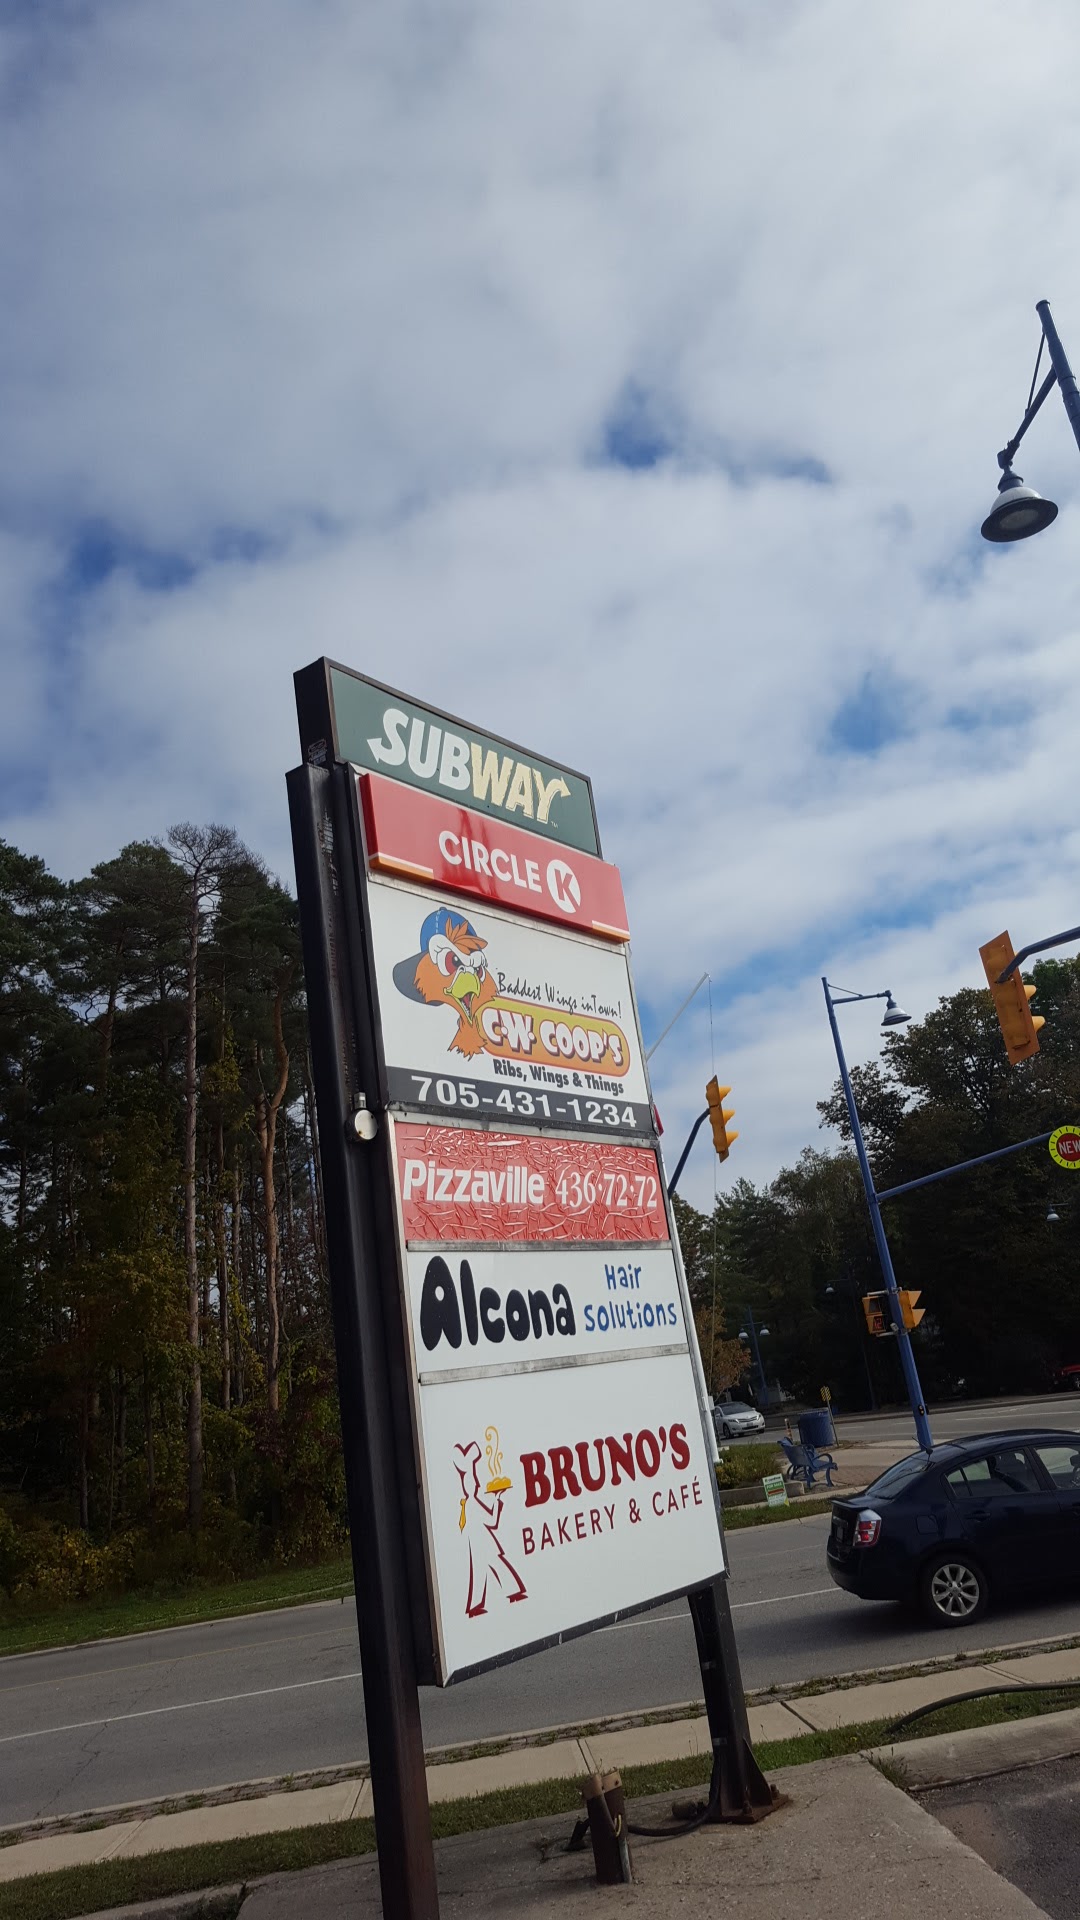 SUBWAY
CIRCLE K
Baddest Wings in Town!
C·W· COOP'S
Ribs, Wings & Things
705-431-1234
Pizzaville 436·72·72
Alcona Hair Solutions
BRUNO'S
BAKERY & CAFÉ
NEW